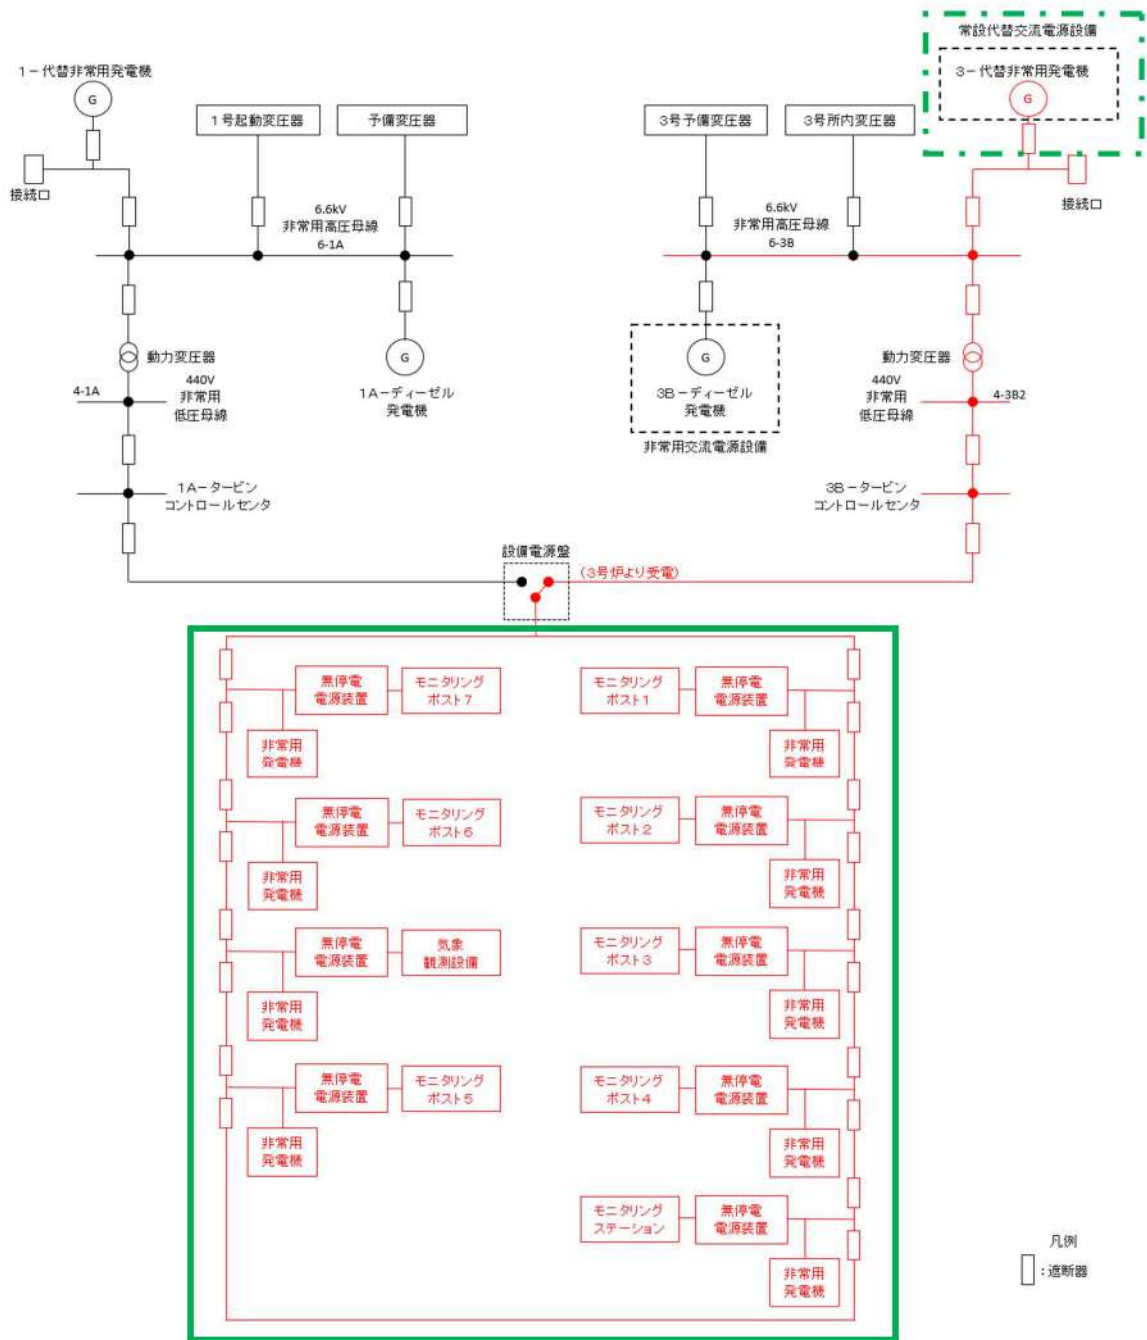 常設代替交流電源設備
1-代替非常用発電機
3-代替非常用発電機
G
G
1号起動変圧器
予備変圧器
3号予備変圧器
3号所内変圧器
接続口
接続口
6.6kV
非常用高圧母線
6-1A
6.6kV
非常用高圧母線
6-3B
動力変圧器
G
G
動力変圧器
4-1A
440V
非常用
低圧母線
1A-ディーゼル
発電機
3B-ディーゼル
発電機
440V
非常用
低圧母線
4-3B2
非常用交流電源設備
1A-タービン
コントロールセンタ
3B-タービン
コントロールセンタ
設備電源盤
(3号炉より受電)
無停電
電源装置
モニタリング
ポスト7
モニタリング
ポスト1
無停電
電源装置
非常用
発電機
非常用
発電機
無停電
電源装置
モニタリング
ポスト6
モニタリング
ポスト2
無停電
電源装置
非常用
発電機
非常用
発電機
無停電
電源装置
気象
観測設備
モニタリング
ポスト3
無停電
電源装置
非常用
発電機
非常用
発電機
無停電
電源装置
モニタリング
ポスト5
モニタリング
ポスト4
無停電
電源装置
非常用
発電機
非常用
発電機
モニタリング
ステーション
無停電
電源装置
非常用
発電機
凡例
:遮断器